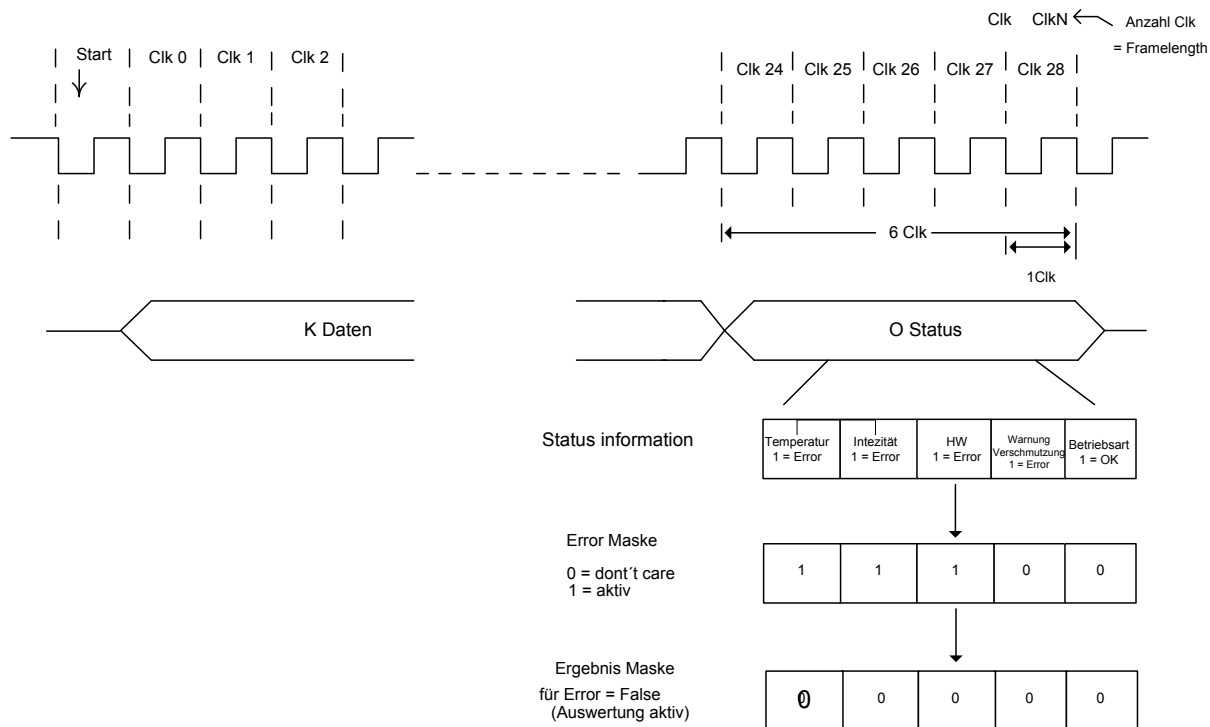 Clk ClkN Anzahl Clk
= Framelength
Start Clk 0 Clk 1 Clk 2
Clk 24 Clk 25 Clk 26 Clk 27 Clk 28
6 Clk
1Clk
K Daten
O Status
Status information
Temperatur
1 = Error
Intezität
1 = Error
HW
1 = Error
Warnung
Verschmutzung
1 = Error
Betriebsart
1 = OK
Error Maske
0 = dont´t care
1 = aktiv
1 1 1 0 0
Ergebnis Maske
für Error = False
(Auswertung aktiv)
0 0 0 0 0